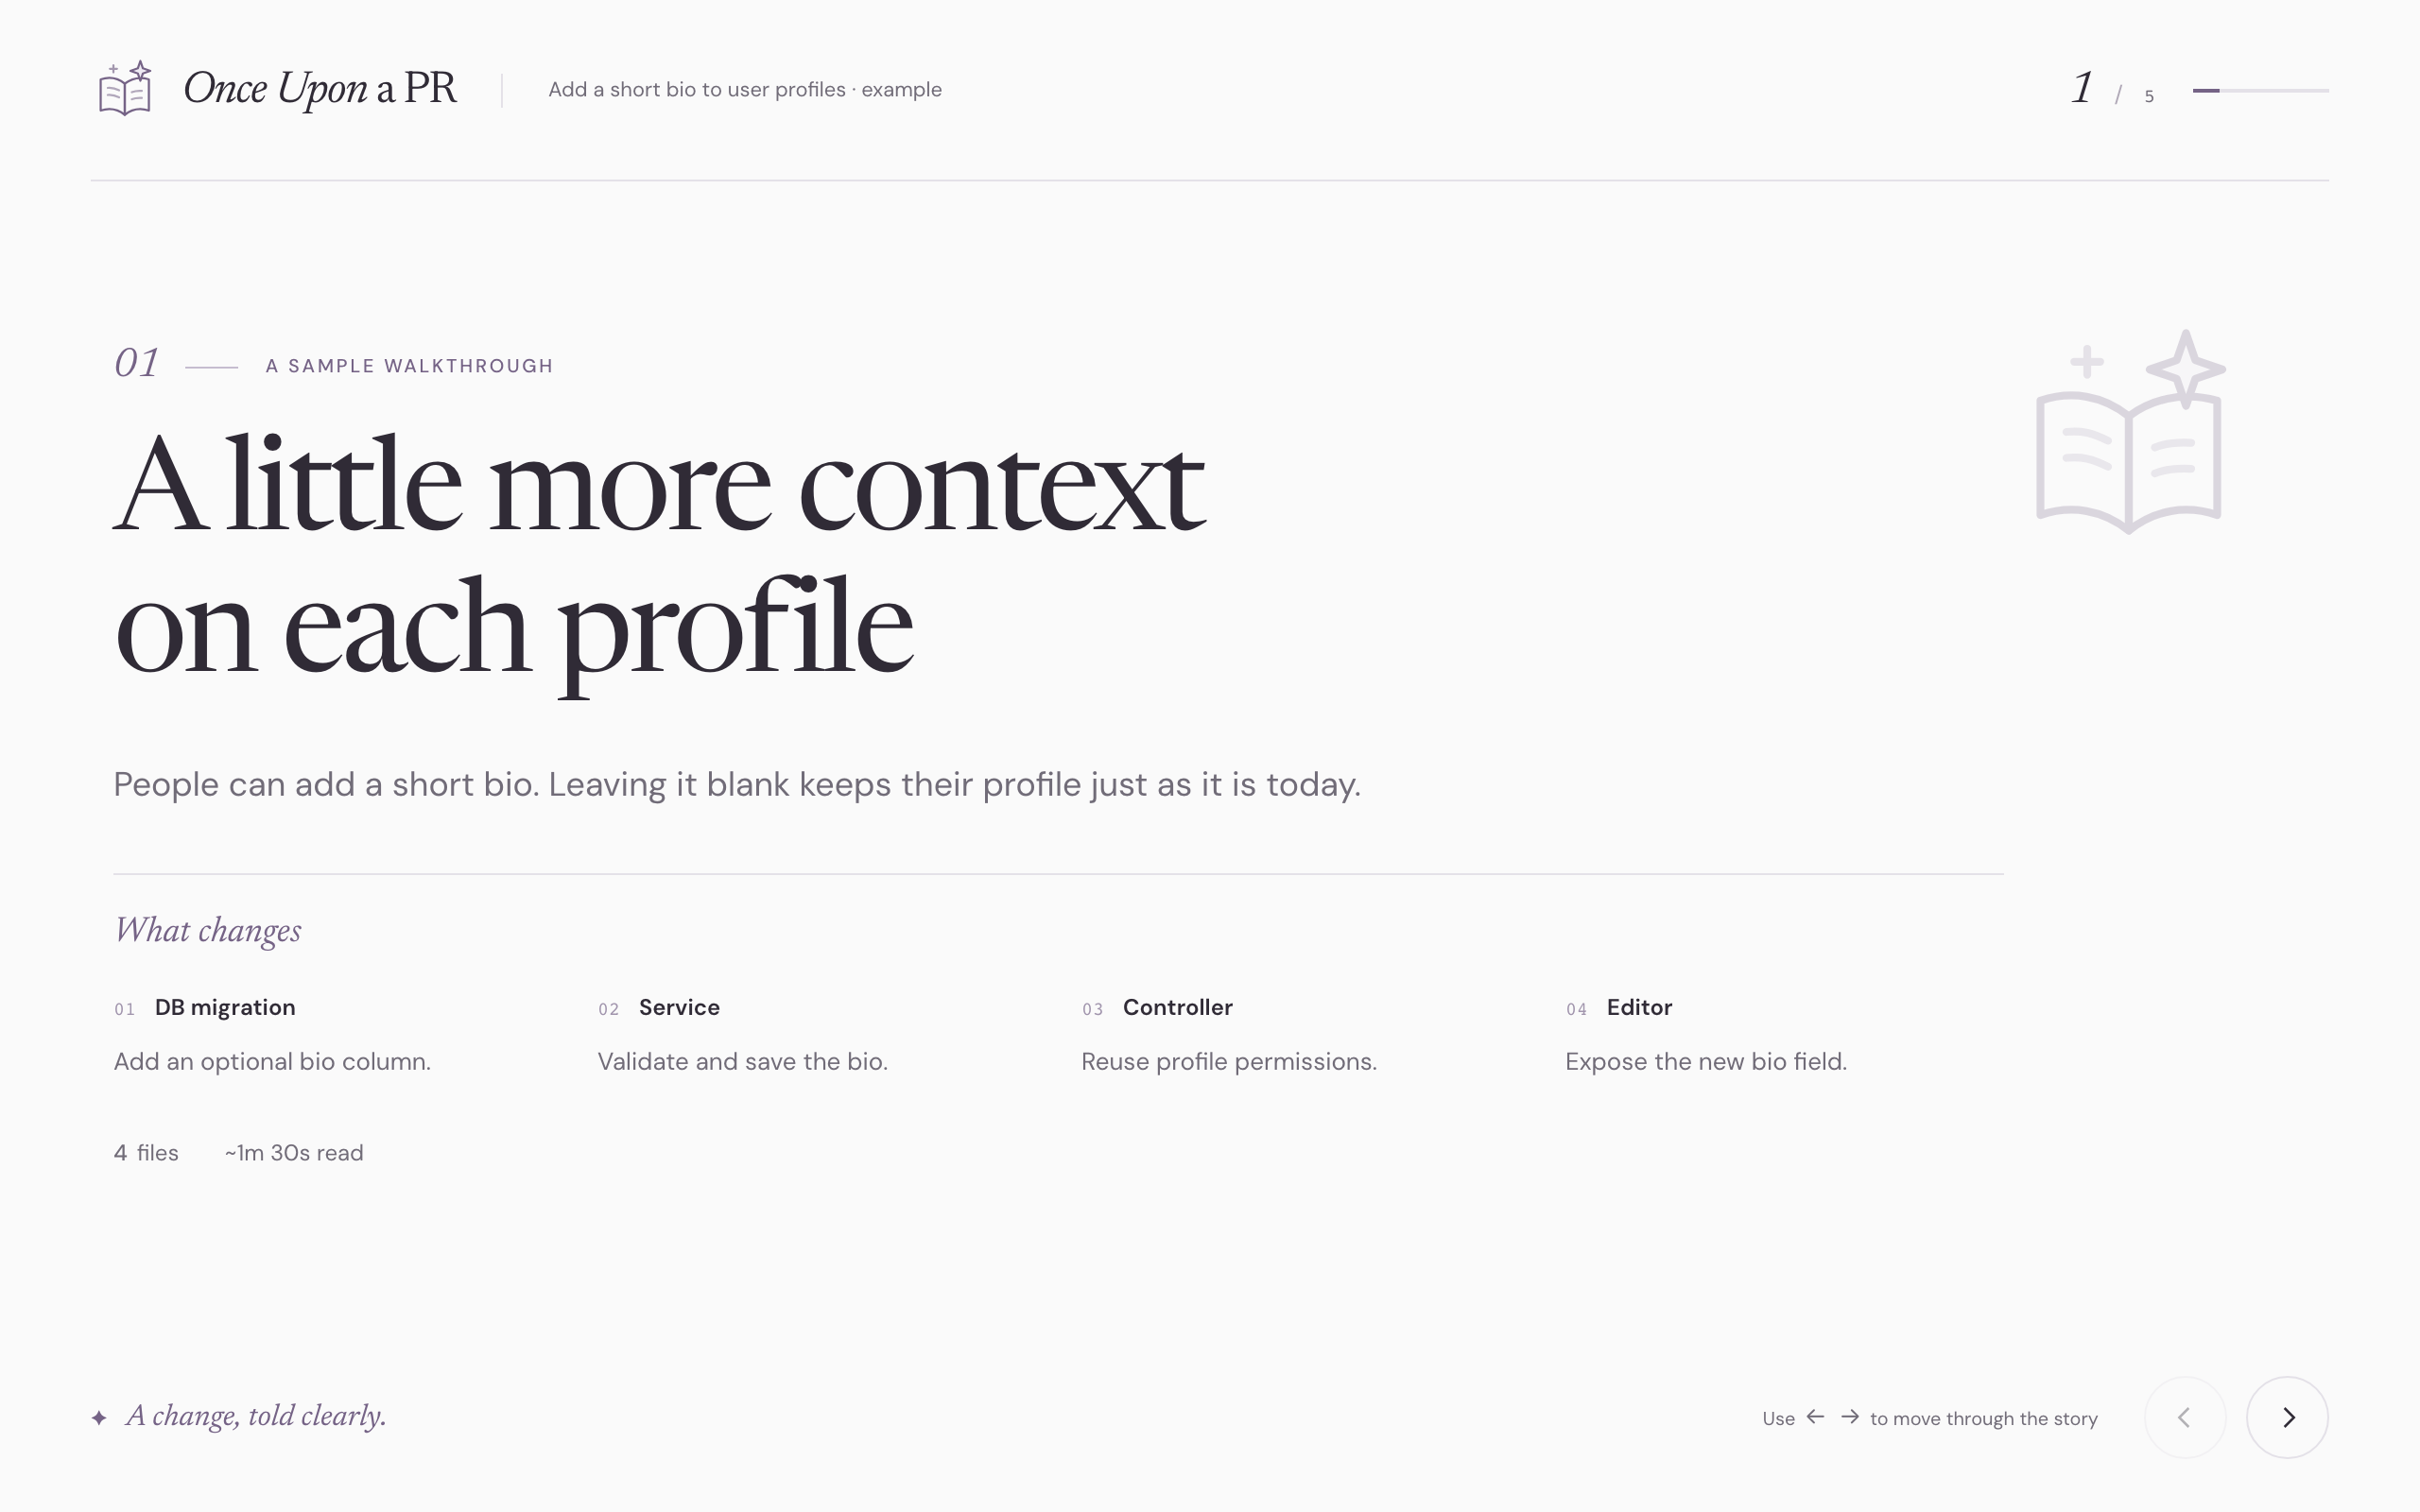 Once Upon a PR
Add a short bio to user profiles · example
1 / 5
01 — A SAMPLE WALKTHROUGH
A little more context
on each profile
People can add a short bio. Leaving it blank keeps their profile just as it is today.
What changes
01 DB migration
Add an optional bio column.
02 Service
Validate and save the bio.
03 Controller
Reuse profile permissions.
04 Editor
Expose the new bio field.
4 files ~1m 30s read
A change, told clearly.
Use ← → to move through the story